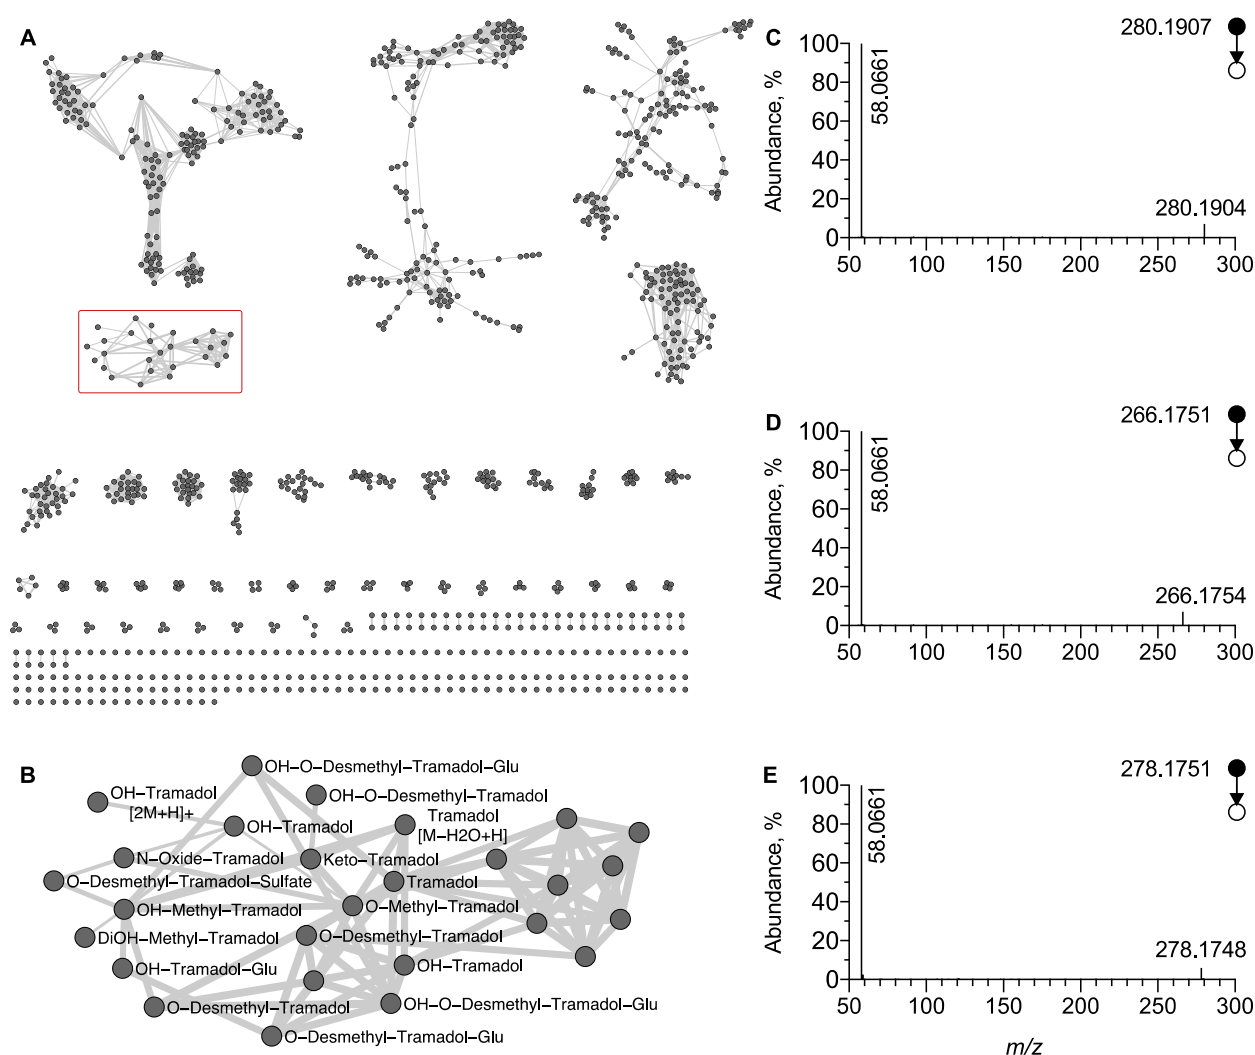 A
B
OH−O−Desmethyl−Tramadol−Glu
OH−Tramadol
[2M+H]+
OH−O−Desmethyl−Tramadol
OH−Tramadol
Tramadol
[M−H2O+H]
N−Oxide−Tramadol
Keto−Tramadol
O−Desmethyl−Tramadol−Sulfate
Tramadol
OH−Methyl−Tramadol
O−Methyl−Tramadol
DiOH−Methyl−Tramadol
O−Desmethyl−Tramadol
OH−Tramadol−Glu
OH−Tramadol
O−Desmethyl−Tramadol
OH−O−Desmethyl−Tramadol−Glu
O−Desmethyl−Tramadol−Glu
C
280.1907
Abundance, %
100
80
60
40
20
0
58.0661
280.1904
50 100 150 200 250 300
D
266.1751
Abundance, %
100
80
60
40
20
0
58.0661
266.1754
50 100 150 200 250 300
E
278.1751
Abundance, %
100
80
60
40
20
0
58.0661
278.1748
50 100 150 200 250 300
m/z